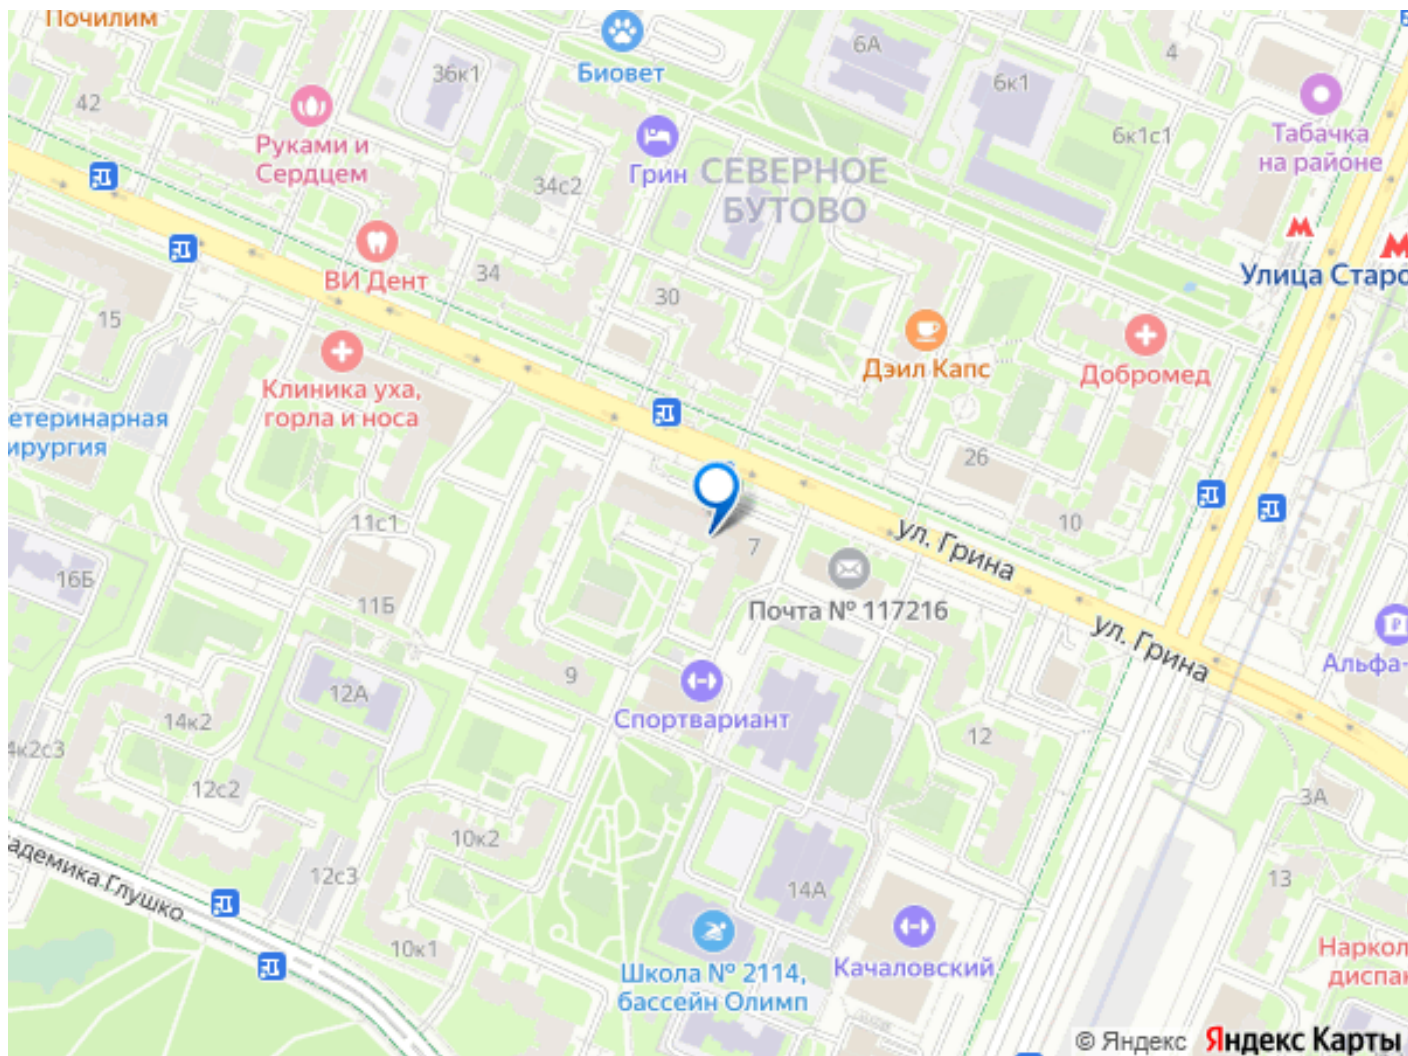 Почилим
Биовет
6А
4
36к1
6к1
42
Табачка
на районе
Руками и
Сердцем
6к1с1
Грин
СЕВЕРНОЕ
БУТОВО
34с2
ВИ Дент
34
30
Улица Старо
15
Дэил Капс
Добромед
Клиника уха,
горла и носа
етеринарная
ирургия
26
11с1
10
ул. Грина
7
16Б
11Б
Почта № 117216
ул. Грина
Альфа-
9
12А
Спортвариант
14к2
12
4к2с3
12с2
3А
10к2
адемика Глушко
12с3
14А
13
10к1
Качаловский
Нарко
диспан
Школа № 2114,
бассейн Олимп
© Яндекс
Яндекс Карты